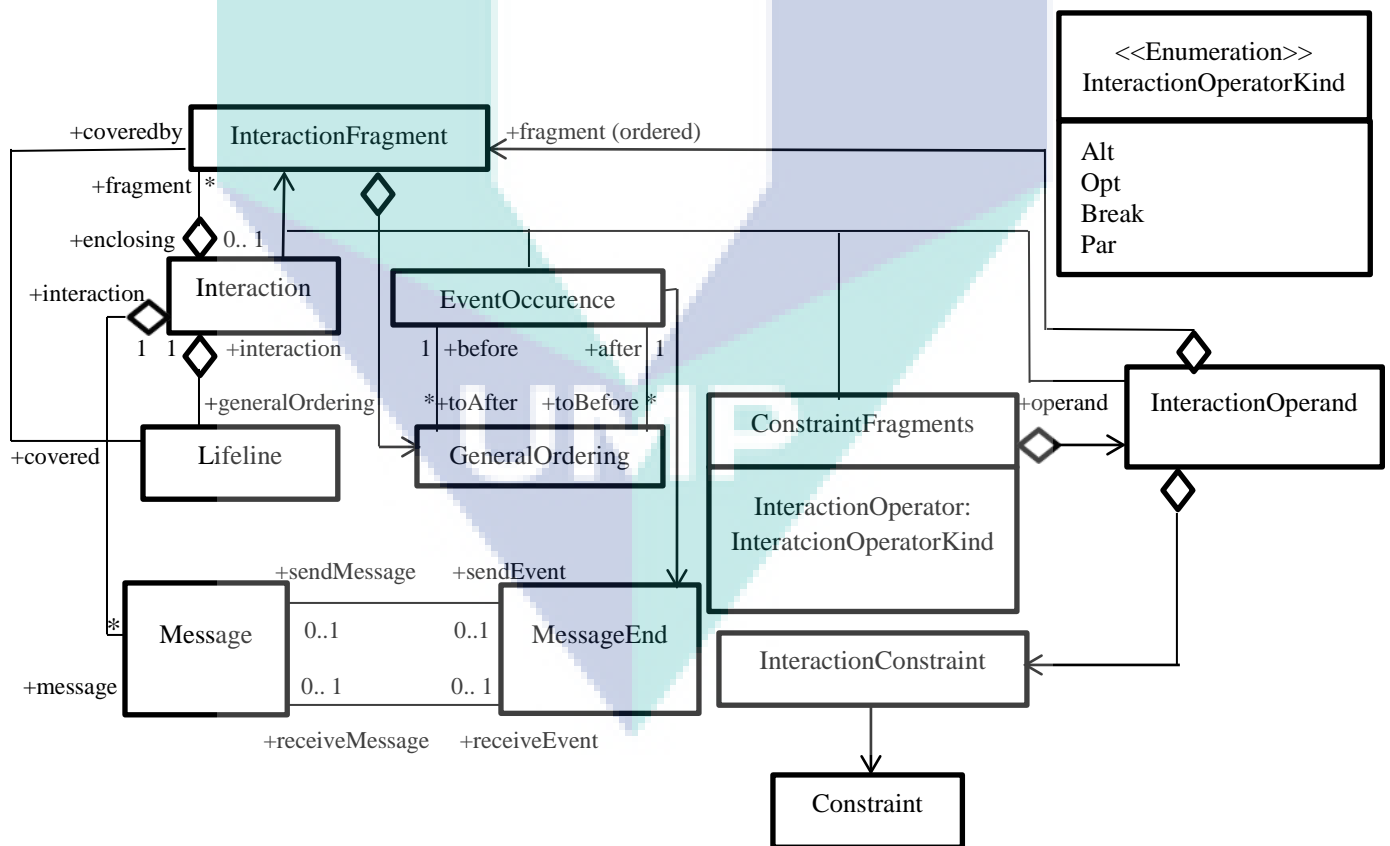 <<Enumeration>>
InteractionOperatorKind
Alt
Opt
Break
Par
+coveredby
InteractionFragment
+fragment (ordered)
+fragment
*
+enclosing
0.. 1
+interaction
Interaction
EventOccurence
1
1
+interaction
1
+before
+after
1
+generalOrdering
*+toAfter
+toBefore
*
+operand
InteractionOperand
ConstraintFragments
+covered
Lifeline
GeneralOrdering
UMP
InteractionOperator:
InteratcionOperatorKind
+sendMessage
+sendEvent
*
Message
0..1
0..1
MessageEnd
InteractionConstraint
+message
0.. 1
0.. 1
+receiveMessage
+receiveEvent
Constraint